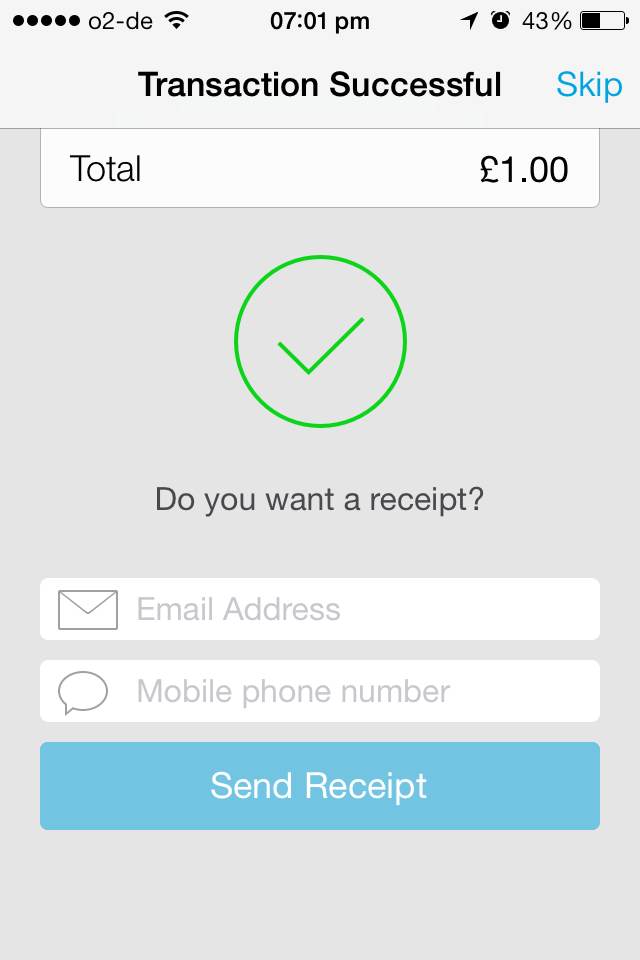 o2-de 07:01 pm 43%
Transaction Successful Skip
Total £1.00
Do you want a receipt?
Email Address
Mobile phone number
Send Receipt